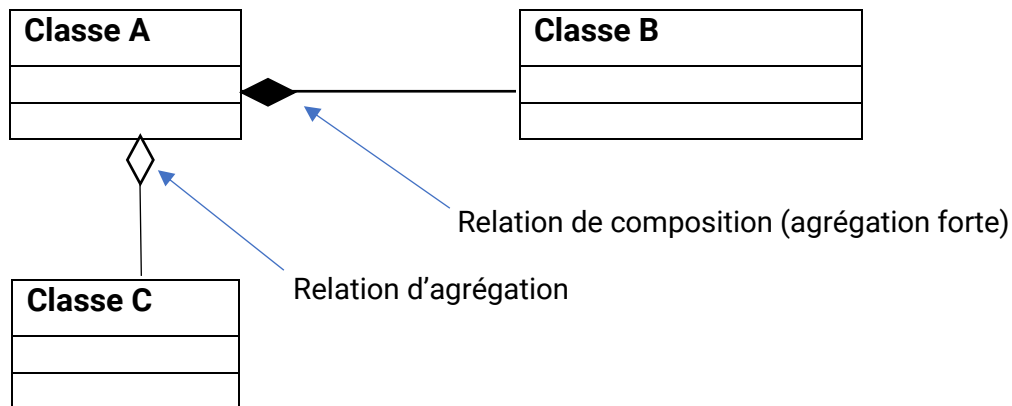 Classe A
Classe B
Relation de composition (agrégation forte)
Relation d’agrégation
Classe C